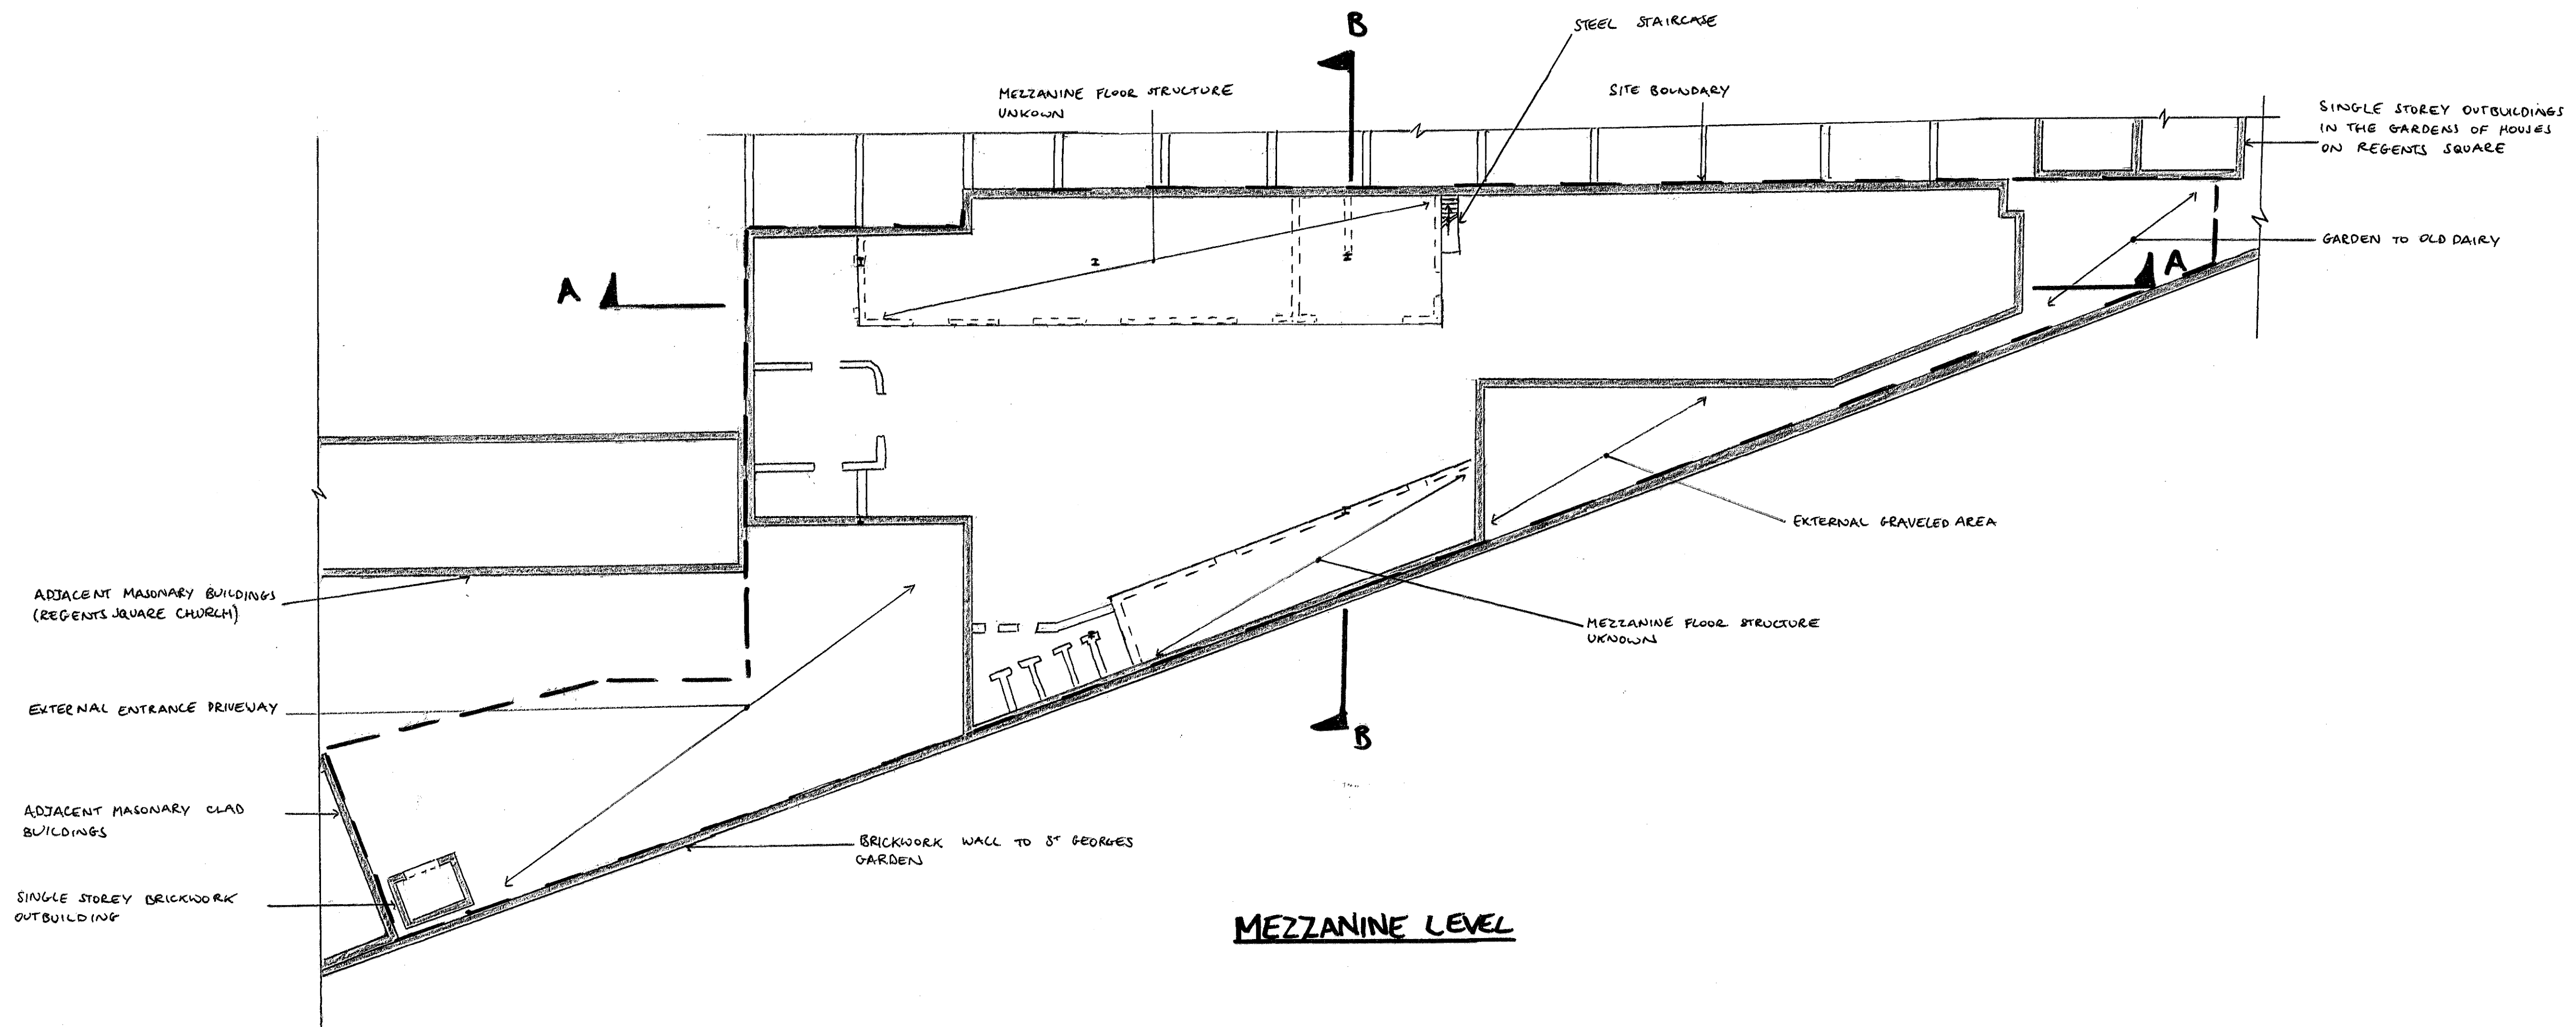 B
STEEL STAIRCASE
MEZZANINE FLOOR STRUCTURE
UNKOWN
SITE BOUNDARY
SINGLE STOREY OUTBUILDINGS
IN THE GARDENS OF HOUSES
ON REGENTS SQUARE
GARDEN TO OLD DAIRY
A
A
EXTERNAL GRAVELED AREA
ADJACENT MASONARY BUILDINGS
(REGENTS SQUARE CHURCH)
MEZZANINE FLOOR STRUCTURE
UKNOWN
EXTERNAL ENTRANCE DRIVEWAY
B
ADJACENT MASONARY CLAD
BUILDINGS
BRICKWORK WALL TO ST GEORGES
GARDEN
SINGLE STOREY BRICKWORK
OUTBUILDING
MEZZANINE LEVEL